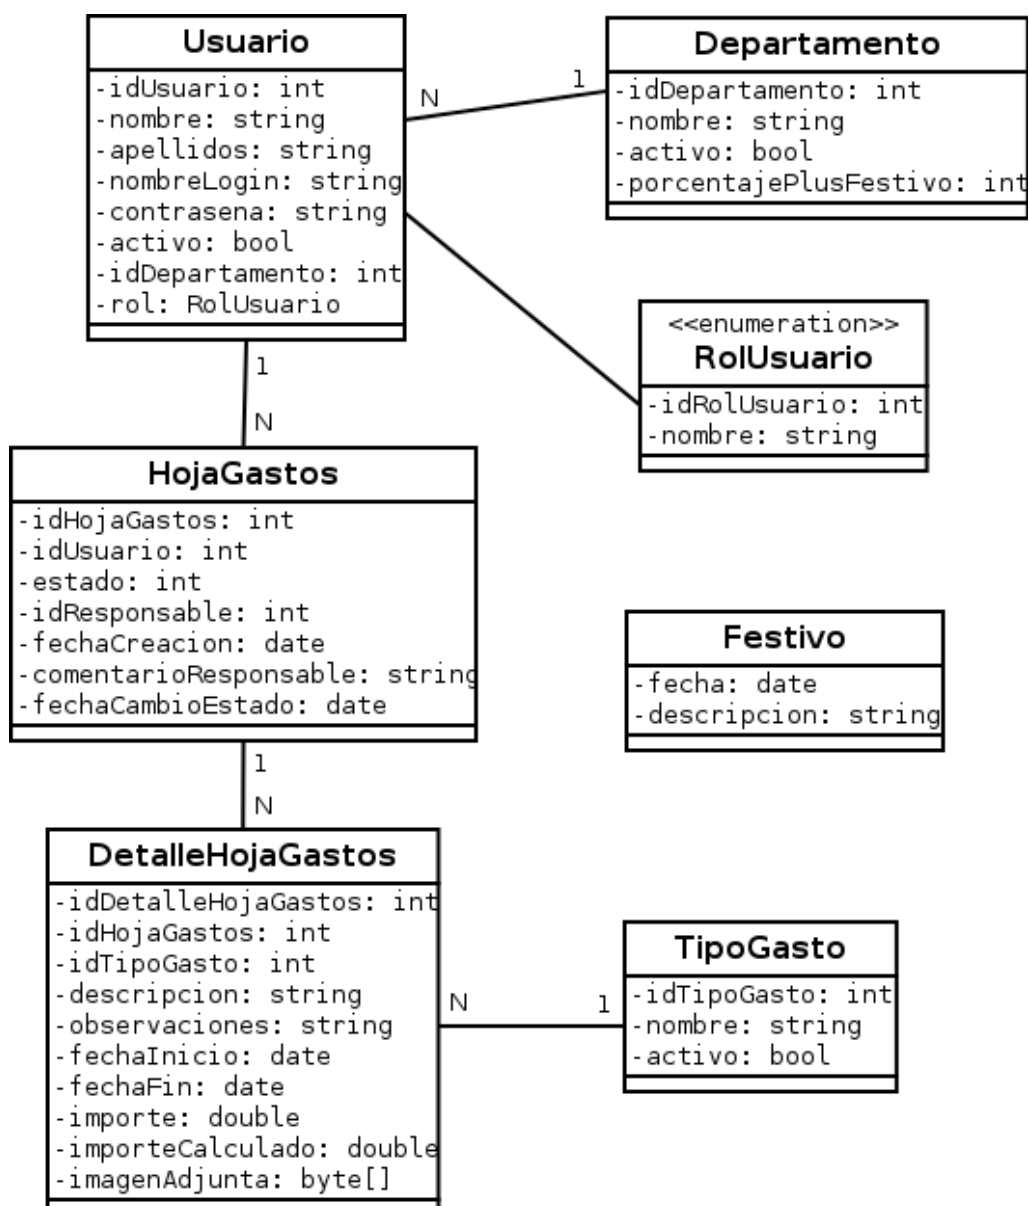 Usuario
-idUsuario: int
-nombre: string
-apellidos: string
-nombreLogin: string
-contrasena: string
-activo: bool
-idDepartamento: int
-rol: RolUsuario
N
1
Departamento
-idDepartamento: int
-nombre: string
-activo: bool
-porcentajePlusFestivo: int
<<enumeration>>
RolUsuario
-idRolUsuario: int
-nombre: string
1
N
HojaGastos
-idHojaGastos: int
-idUsuario: int
-estado: int
-idResponsable: int
-fechaCreacion: date
-comentarioResponsable: string
-fechaCambioEstado: date
Festivo
-fecha: date
-descripcion: string
1
N
DetalleHojaGastos
-idDetalleHojaGastos: int
-idHojaGastos: int
-idTipoGasto: int
-descripcion: string
-observaciones: string
-fechaInicio: date
-fechaFin: date
-importe: double
-importeCalculado: double
-imagenAdjunta: byte[]
N
1
TipoGasto
-idTipoGasto: int
-nombre: string
-activo: bool